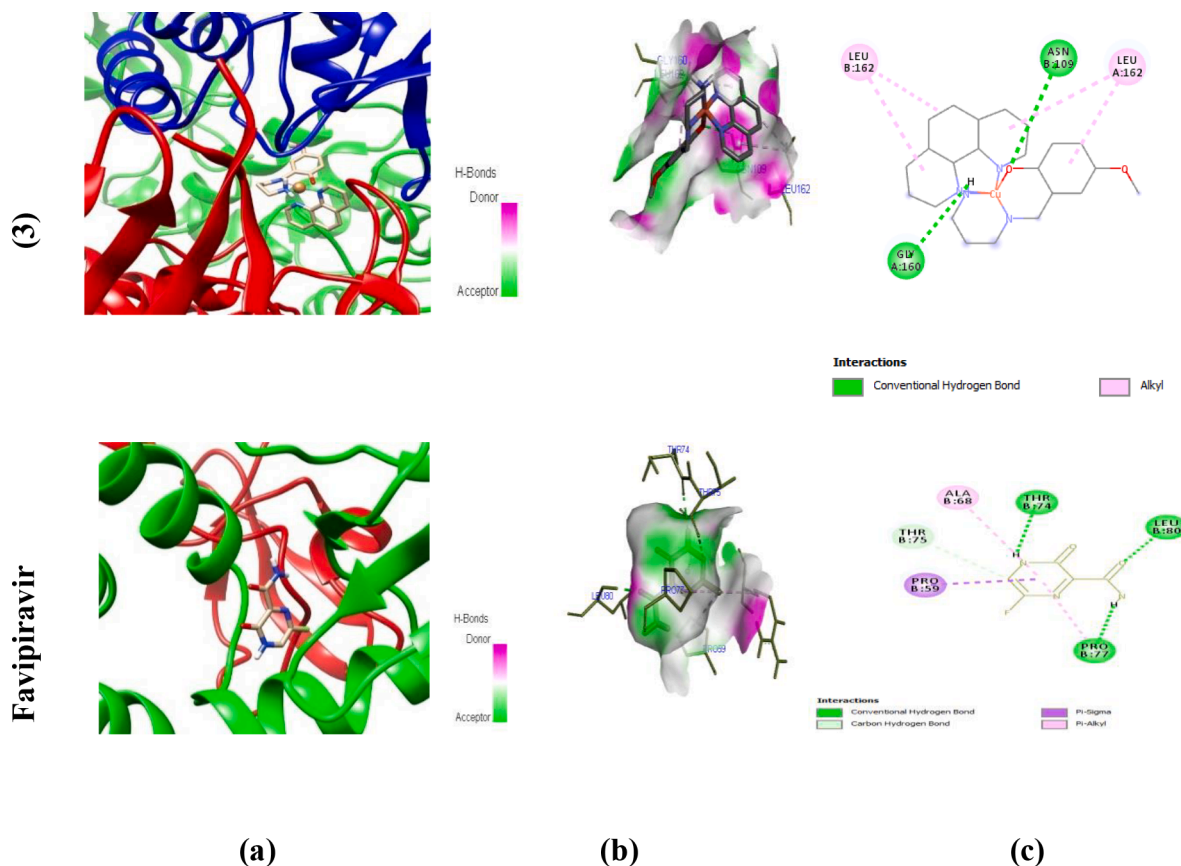 (3)
H-Bonds
Donor
Acceptor
LEU162
LEU
B:162
ASN
B:109
LEU
A:162
N
H
N
O
Cu
N
O
GLY
A:160
Interactions
Conventional Hydrogen Bond
Alkyl
Favipiravir
H-Bonds
Donor
Acceptor
THR74
LEU80
ALA
B:68
THR
B:74
LEU
B:80
THR
B:75
PRO
B:59
H
N
N
H
F
PRO
B:77
Interactions
Conventional Hydrogen Bond
Carbon Hydrogen Bond
Pi-Sigma
Pi-Alkyl
(a)
(b)
(c)